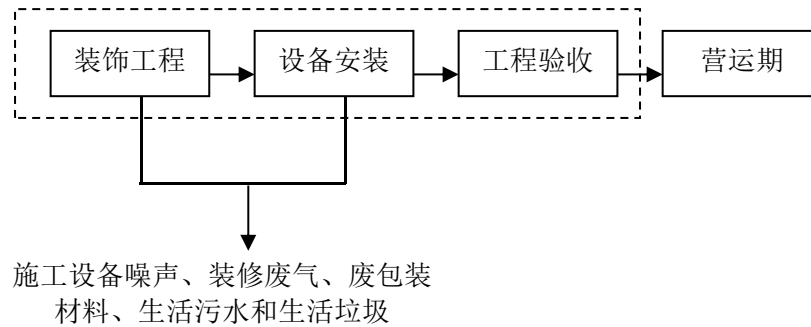 装饰工程
设备安装
工程验收
营运期
施工设备噪声、装修废气、废包装
材料、生活污水和生活垃圾